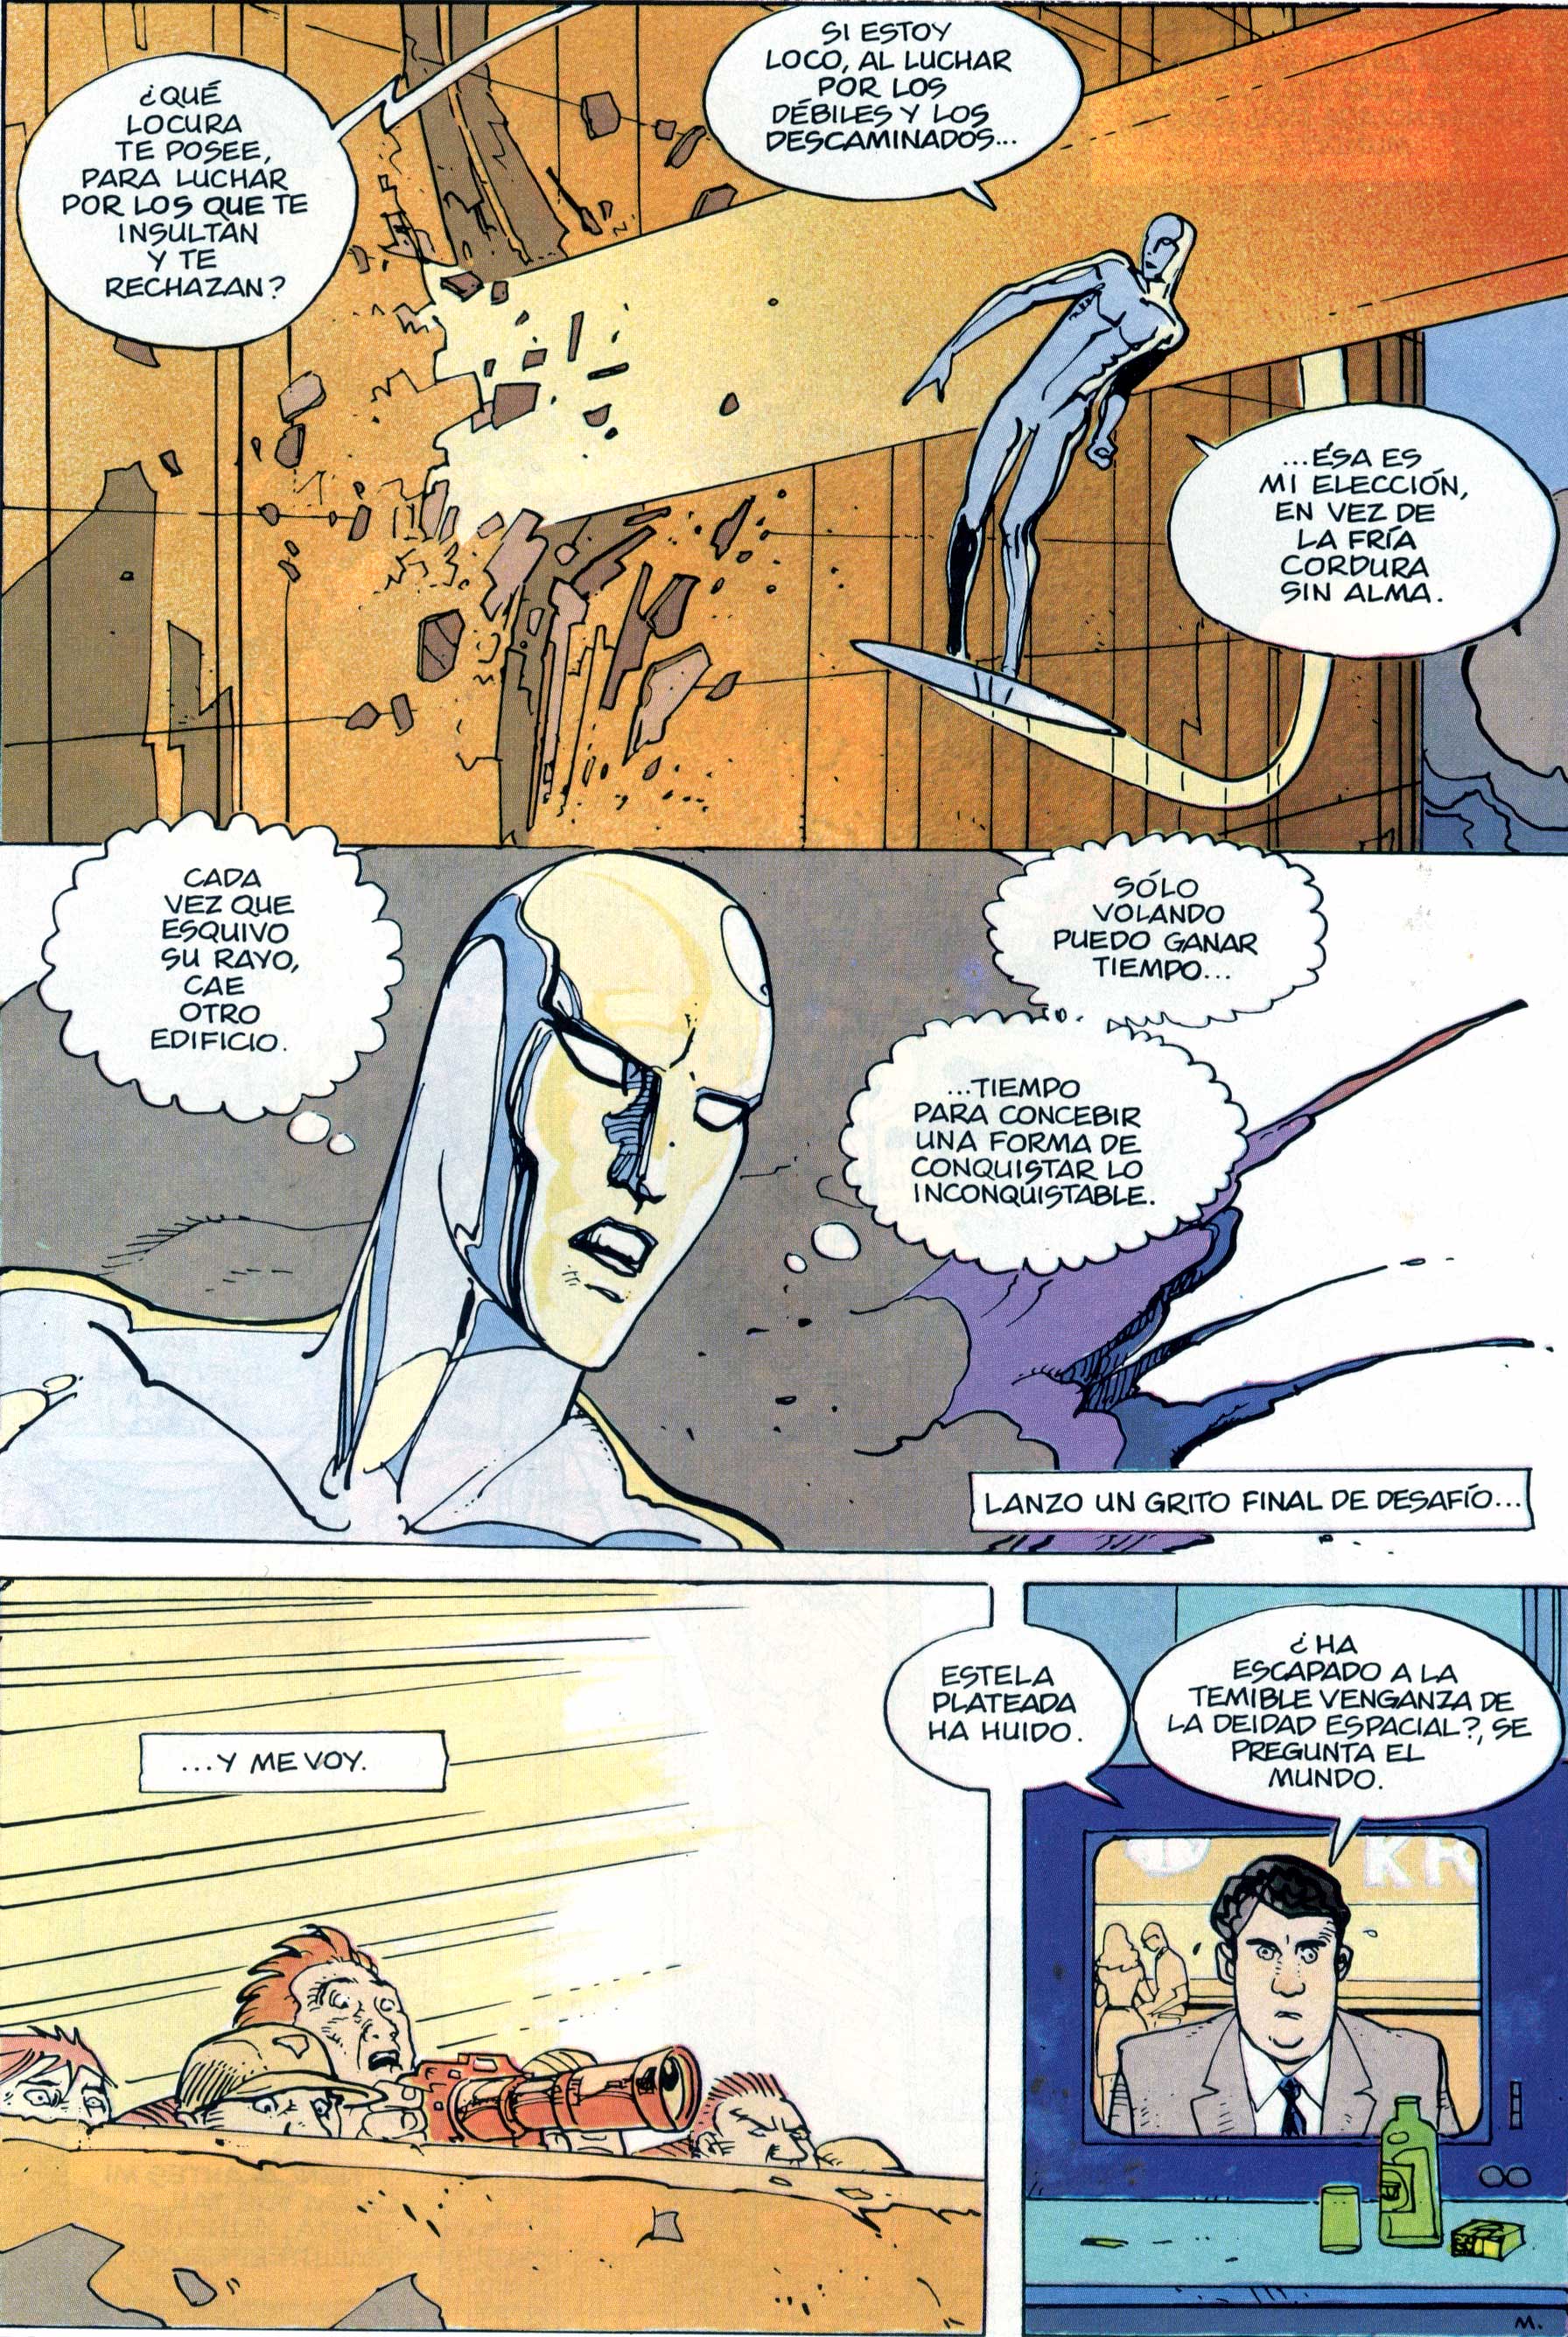 ¿QUÉ
LOCURA
TE POSEE,
PARA LUCHAR
POR LOS QUE TE
INSULTAN
Y TE
RECHAZAN?
SI ESTOY
LOCO, AL LUCHAR
POR LOS
DÉBILES Y LOS
DESCAMINADOS...
...ÉSA ES
MI ELECCIÓN,
EN VEZ DE
LA FRÍA
CORDURA
SIN ALMA.
CADA
VEZ QUE
ESQUIVO
SU RAYO,
CAE
OTRO
EDIFICIO.
SÓLO
VOLANDO
PUEDO GANAR
TIEMPO...
...TIEMPO
PARA CONCEBIR
UNA FORMA DE
CONQUISTAR LO
INCONQUISTABLE.
LANZO UN GRITO FINAL DE DESAFÍO...
...Y ME VOY.
ESTELA
PLATEADA
HA HUIDO.
¿HA
ESCAPADO A LA
TEMIBLE VENGANZA DE
LA DEIDAD ESPACIAL?, SE
PREGUNTA EL
MUNDO.
KR
M.